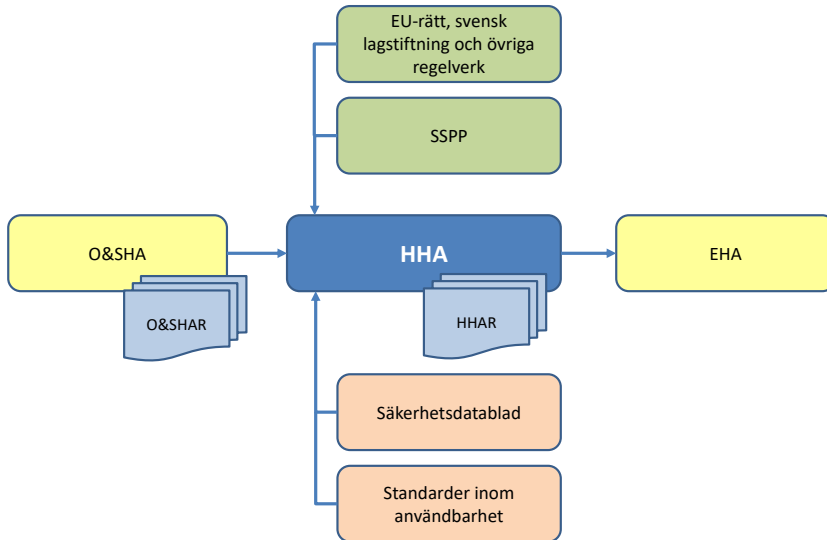 EU-rätt, svensk
lagstiftning och övriga
regelverk
SSPP
O&SHA
HHA
EHA
O&SHAR
HHAR
Säkerhetsdatablad
Standarder inom
användbarhet